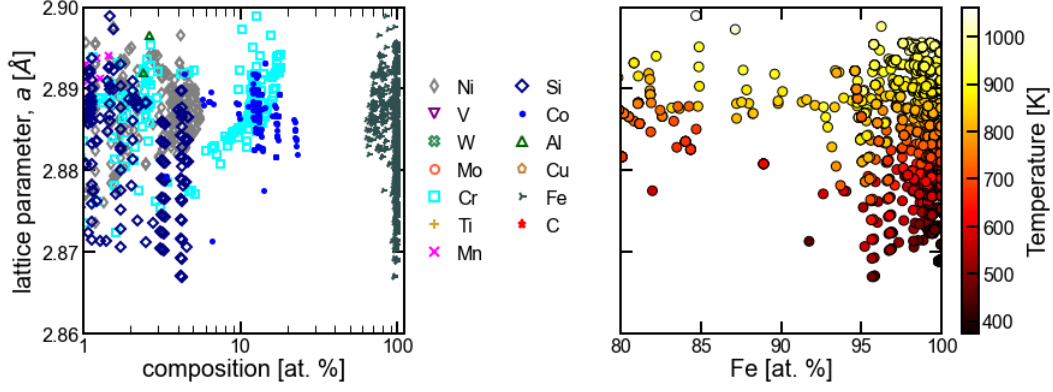 lattice parameter, a [Å]
2.90
2.89
2.88
2.87
2.86
1
10
100
composition [at. %]
Ni
V
W
Mo
Cr
Ti
Mn
Si
Co
Al
Cu
Fe
C
80
85
90
95
100
Fe [at. %]
1000
900
800
700
600
500
400
Temperature [K]